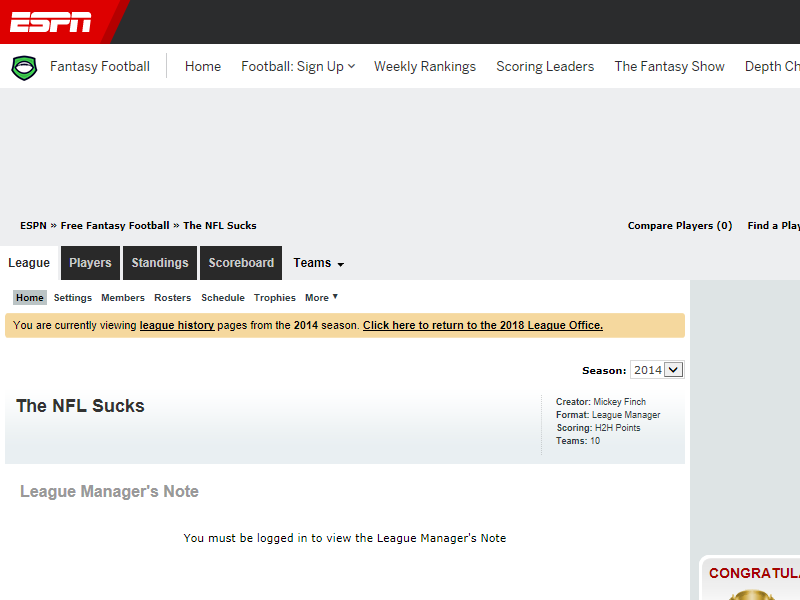 ESPN
Fantasy Football Home Football: Sign Up Weekly Rankings Scoring Leaders The Fantasy Show Depth Ch
ESPN » Free Fantasy Football » The NFL Sucks Compare Players (0) Find a Play
League Players Standings Scoreboard Teams
Home Settings Members Rosters Schedule Trophies More
You are currently viewing league history pages from the 2014 season. Click here to return to the 2018 League Office.
Season: 2014
The NFL Sucks
Creator: Mickey Finch
Format: League Manager
Scoring: H2H Points
Teams: 10
League Manager's Note
You must be logged in to view the League Manager's Note
CONGRATULA